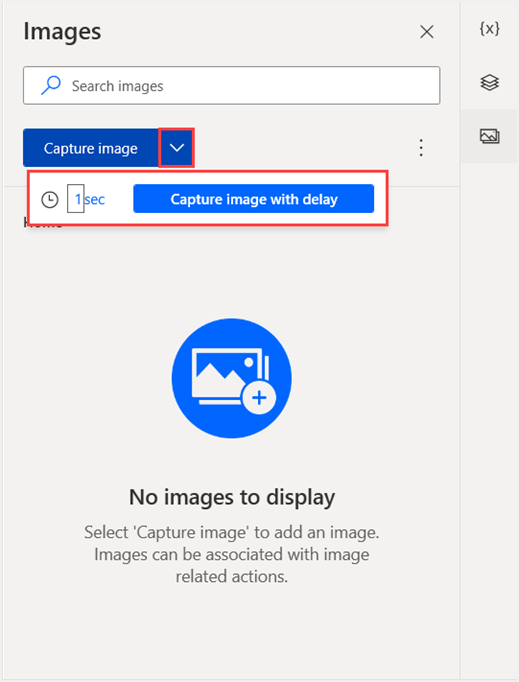 Images
{x}
Search images
Capture image
1 sec
Capture image with delay
No images to display
Select 'Capture image' to add an image.
Images can be associated with image
related actions.